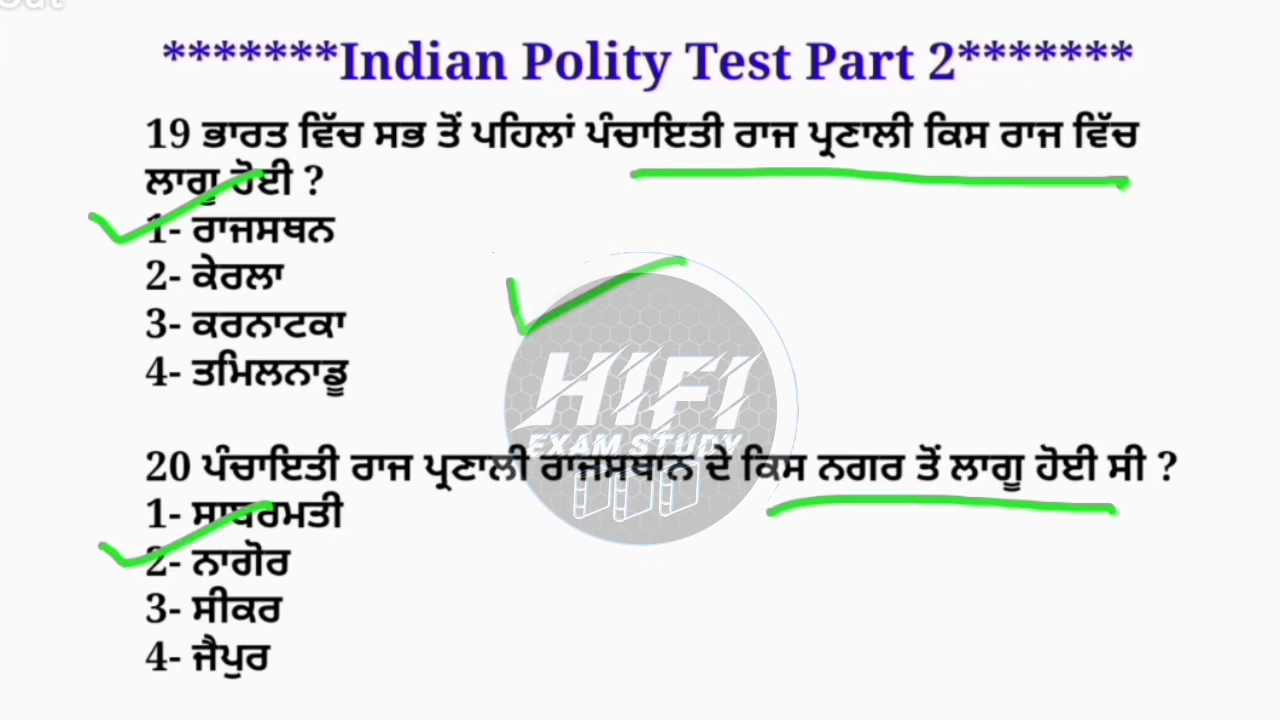 *******Indian Polity Test Part 2*******
19 ਭਾਰਤ ਵਿੱਚ ਸਭ ਤੋਂ ਪਹਿਲਾਂ ਪੰਚਾਇਤੀ ਰਾਜ ਪ੍ਰਣਾਲੀ ਕਿਸ ਰਾਜ ਵਿੱਚ
ਲਾਗੂ ਹੋਈ ?
1- ਰਾਜਸਥਨ
2- ਕੇਰਲਾ
3- ਕਰਨਾਟਕਾ
4- ਤਮਿਲਨਾਡੂ
HIFI
EXAM STUDY
20 ਪੰਚਾਇਤੀ ਰਾਜ ਪ੍ਰਣਾਲੀ ਰਾਜਸਥਾਨ ਦੇ ਕਿਸ ਨਗਰ ਤੋਂ ਲਾਗੂ ਹੋਈ ਸੀ ?
1- ਸਾਬਰਮਤੀ
2- ਨਾਗੋਰ
3- ਸੀਕਰ
4- ਜੈਪੁਰ